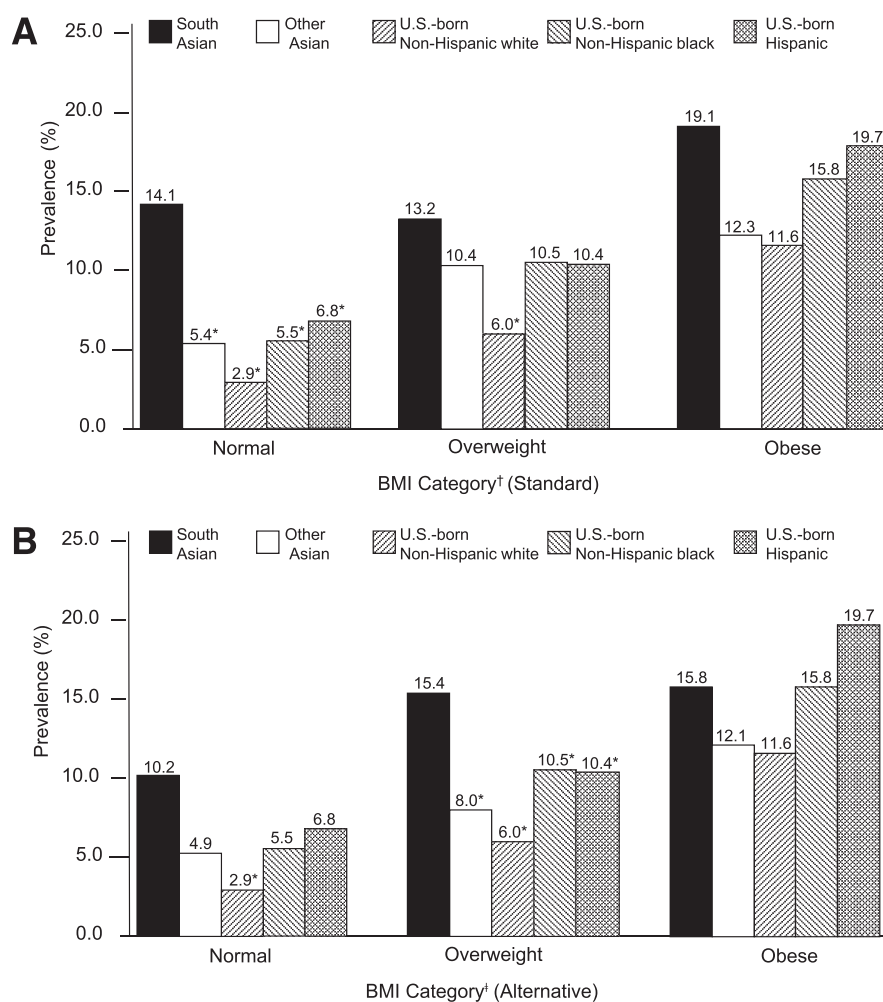 A
South Asian
Other Asian
U.S.-born Non-Hispanic white
U.S.-born Non-Hispanic black
U.S.-born Hispanic
Prevalence (%)
25.0
20.0
15.0
10.0
5.0
0.0
14.1
5.4*
2.9*
5.5*
6.8*
13.2
10.4
6.0*
10.5
10.4
19.1
12.3
11.6
15.8
19.7
Normal
Overweight
Obese
BMI Category† (Standard)
B
South Asian
Other Asian
U.S.-born Non-Hispanic white
U.S.-born Non-Hispanic black
U.S.-born Hispanic
Prevalence (%)
25.0
20.0
15.0
10.0
5.0
0.0
10.2
4.9
2.9*
5.5
6.8
15.4
8.0*
6.0*
10.5*
10.4*
15.8
12.1
11.6
15.8
19.7
Normal
Overweight
Obese
BMI Category‡ (Alternative)